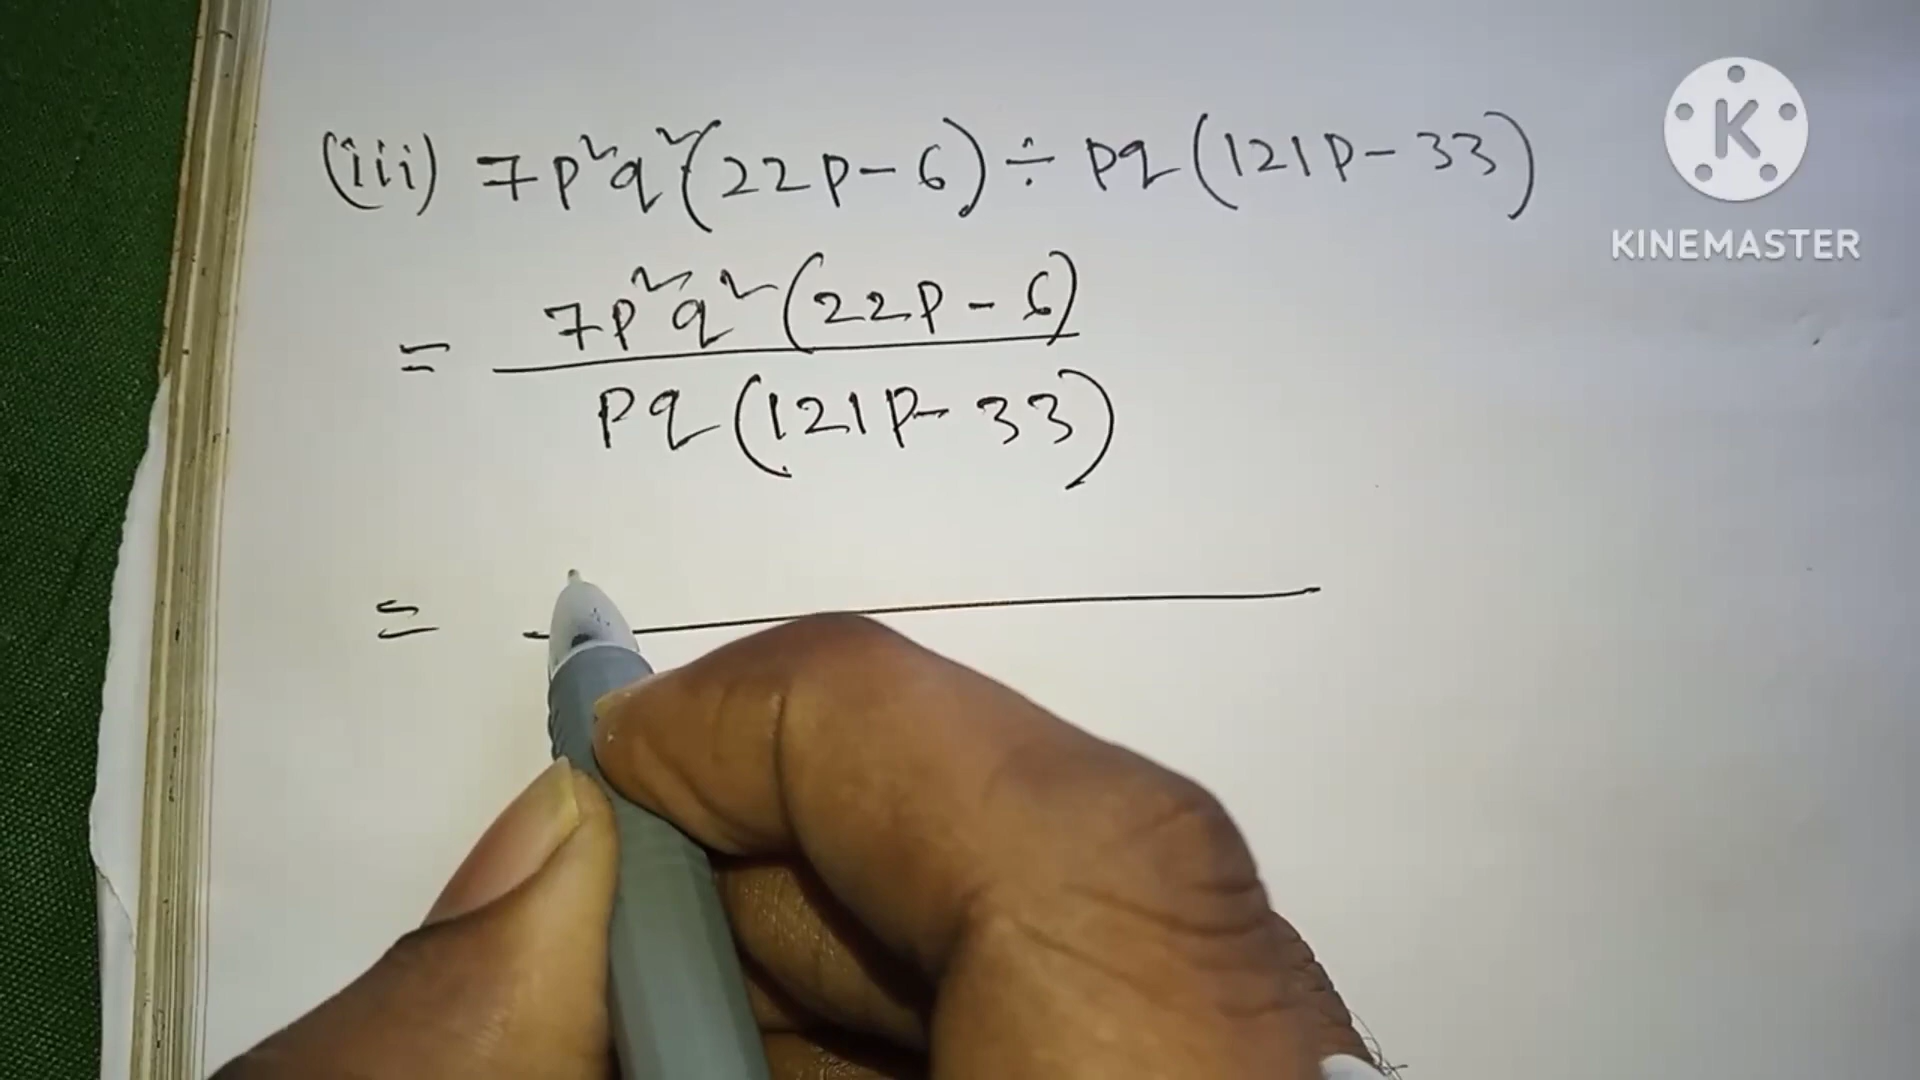 (iii) 7p²q²(22p-6) ÷ pq(121p-33)
K
KINEMASTER
= 7p²q²(22p-6)
pq(121p-33)
=